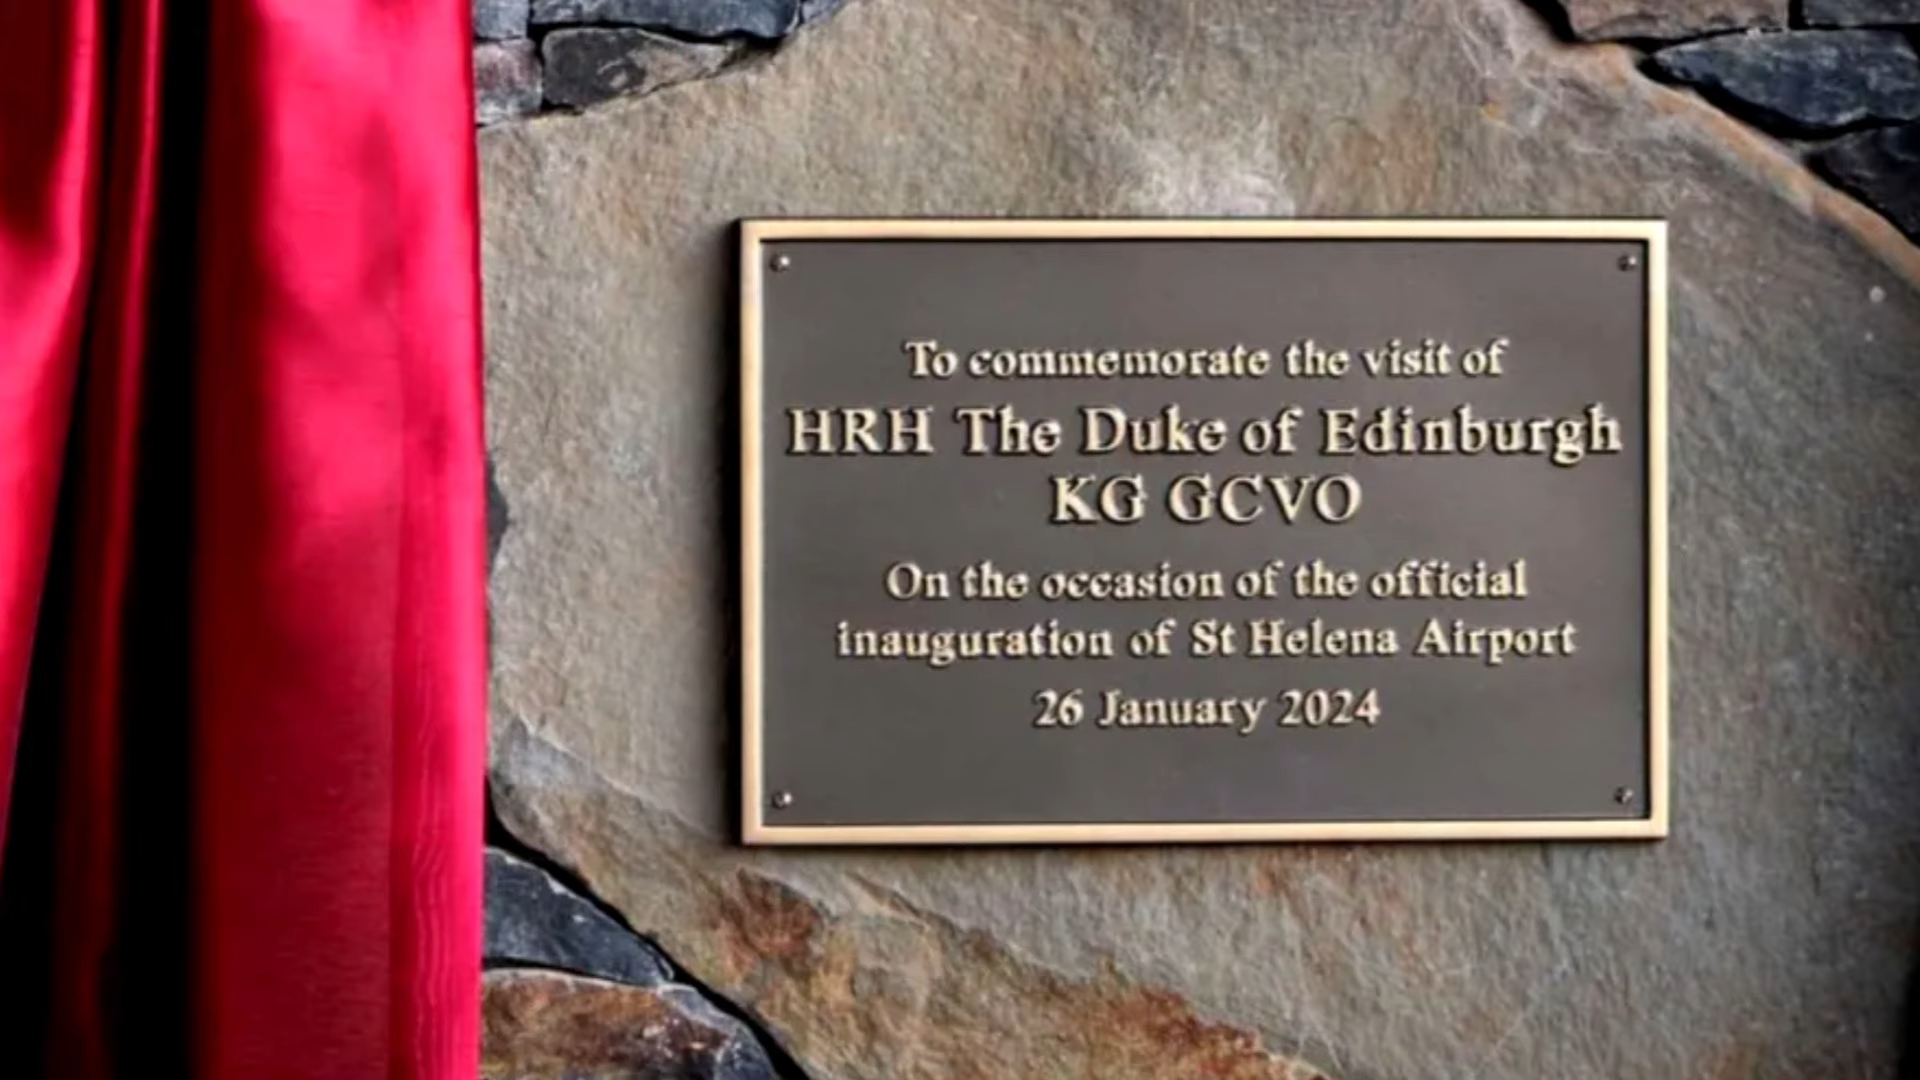 To commemorate the visit of
HRH The Duke of Edinburgh
KG GCVO
On the occasion of the official
inauguration of St Helena Airport
26 January 2024